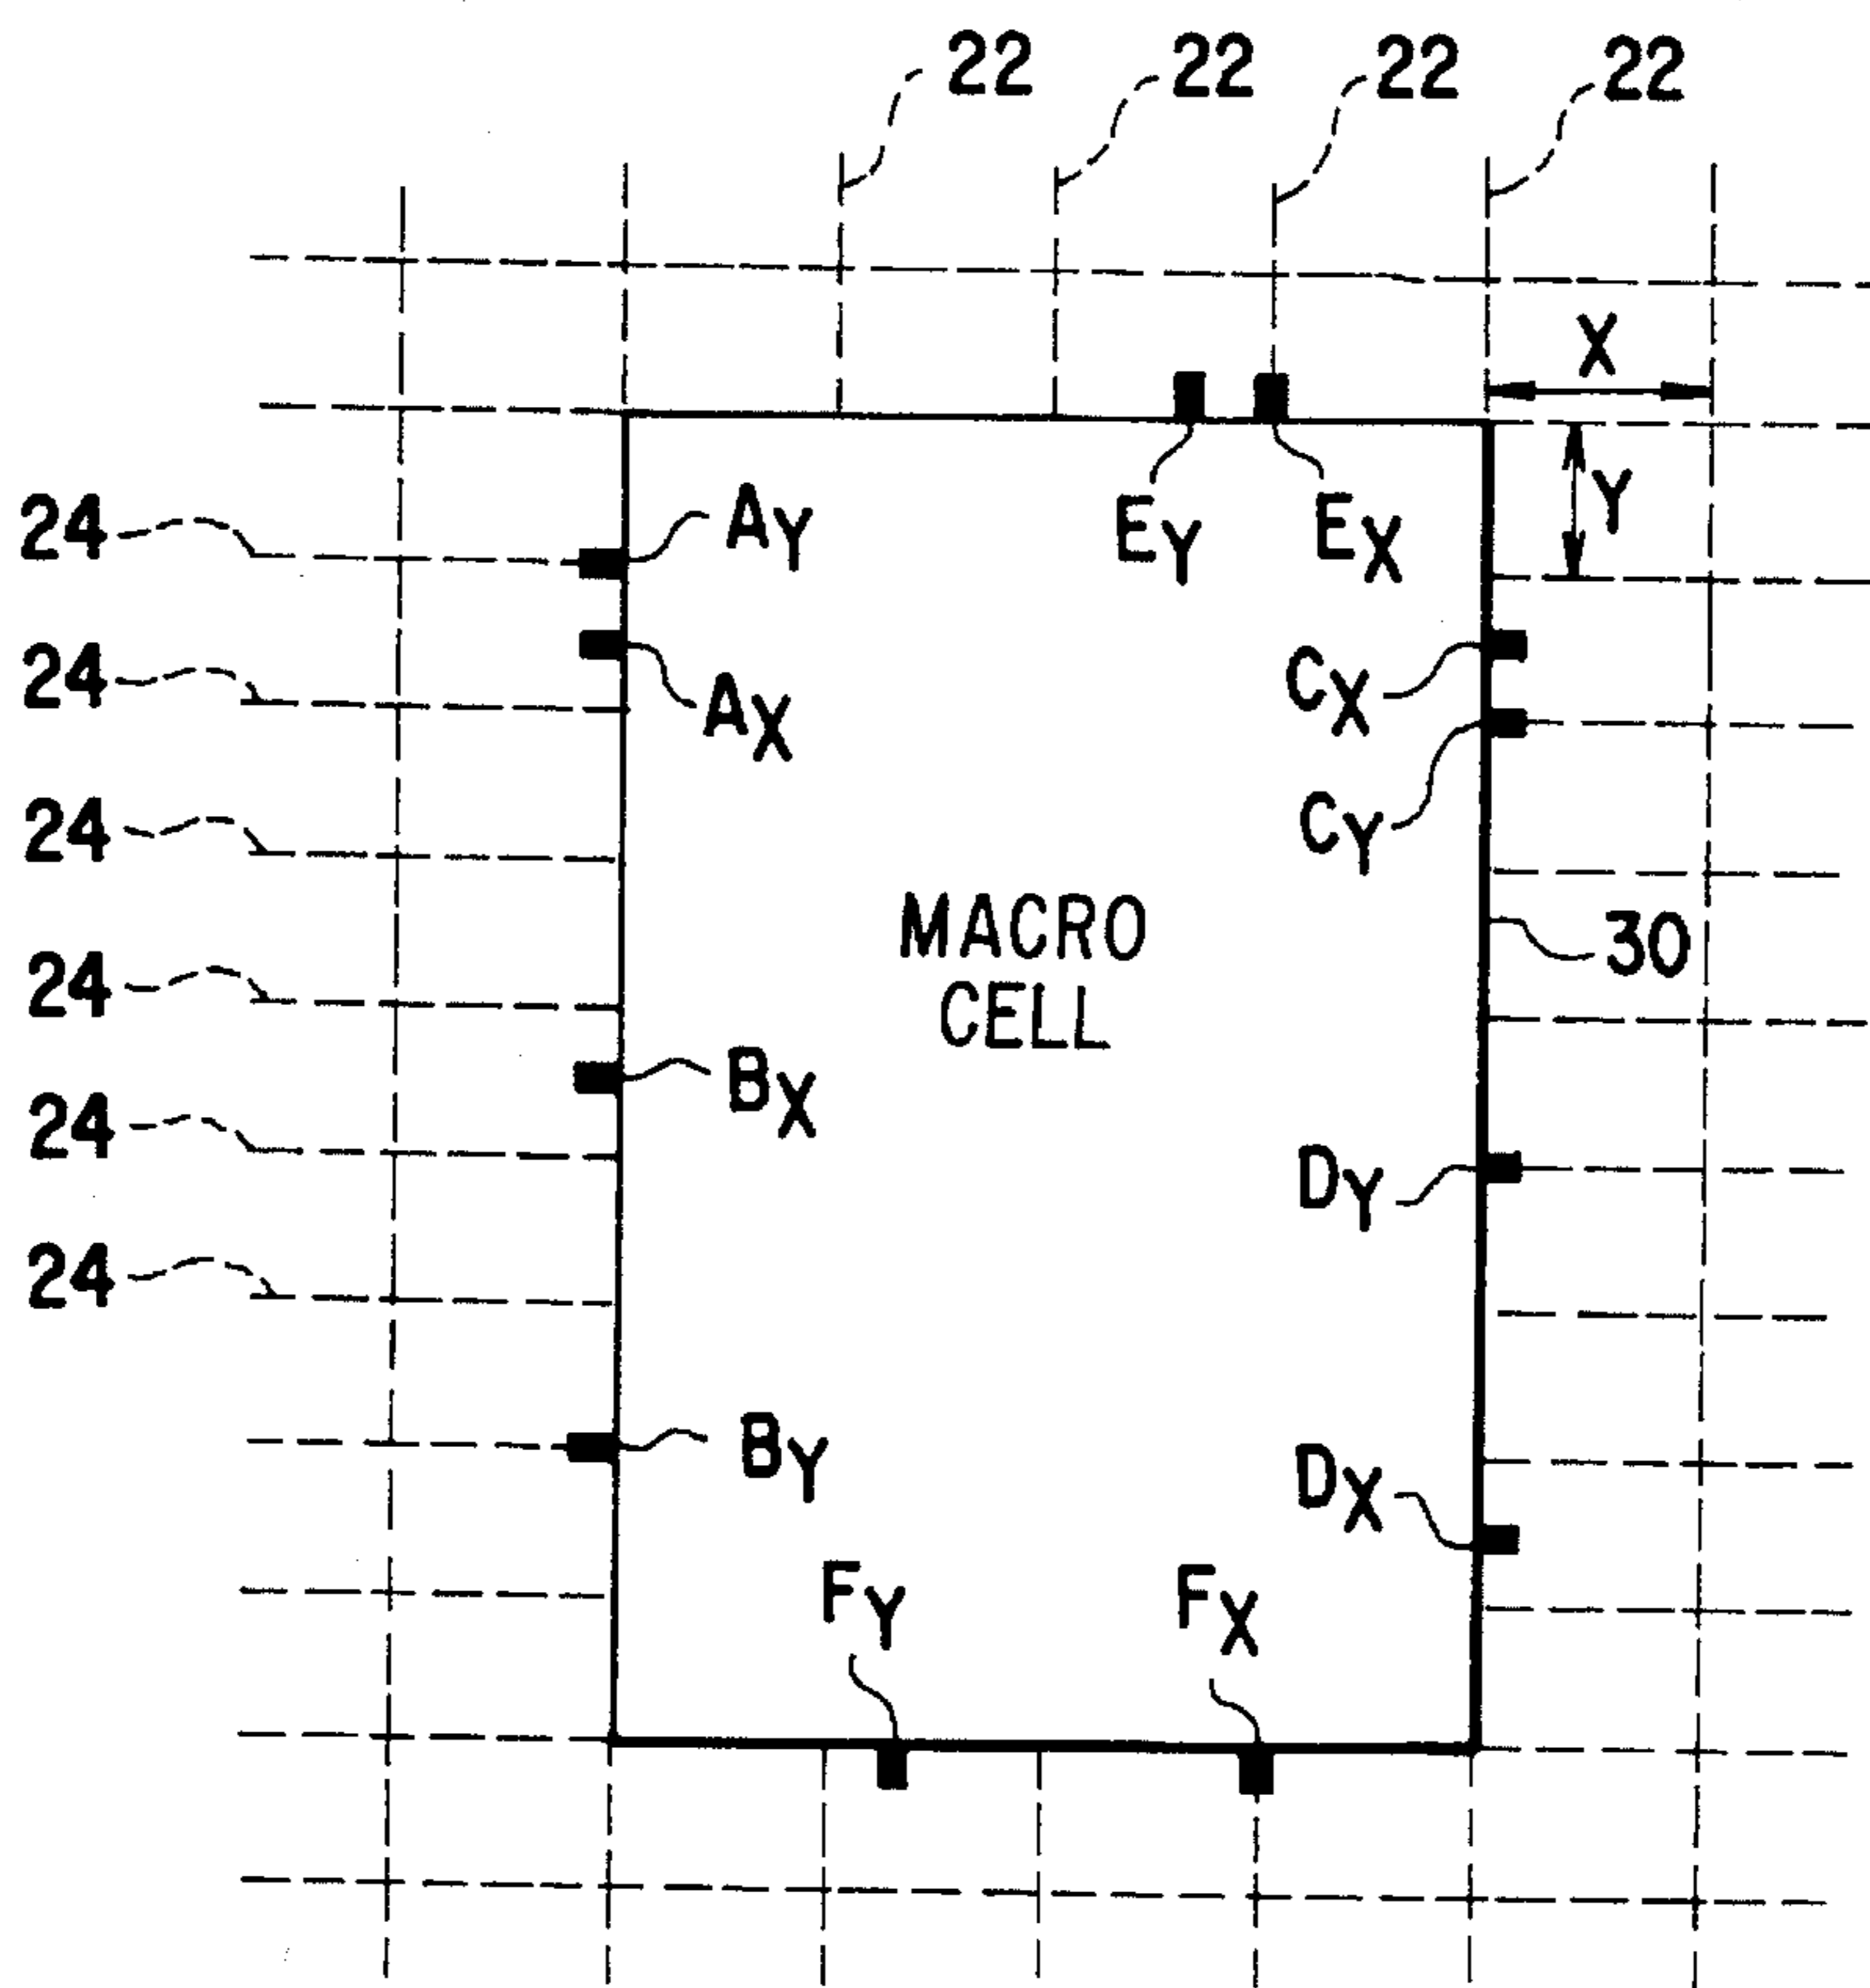 22 22 22 22
X
24 AY EY EX Y
24 AX CX
24 CY
MACRO
CELL
30
24
24 BX
DY
24
BY DX
FY FX